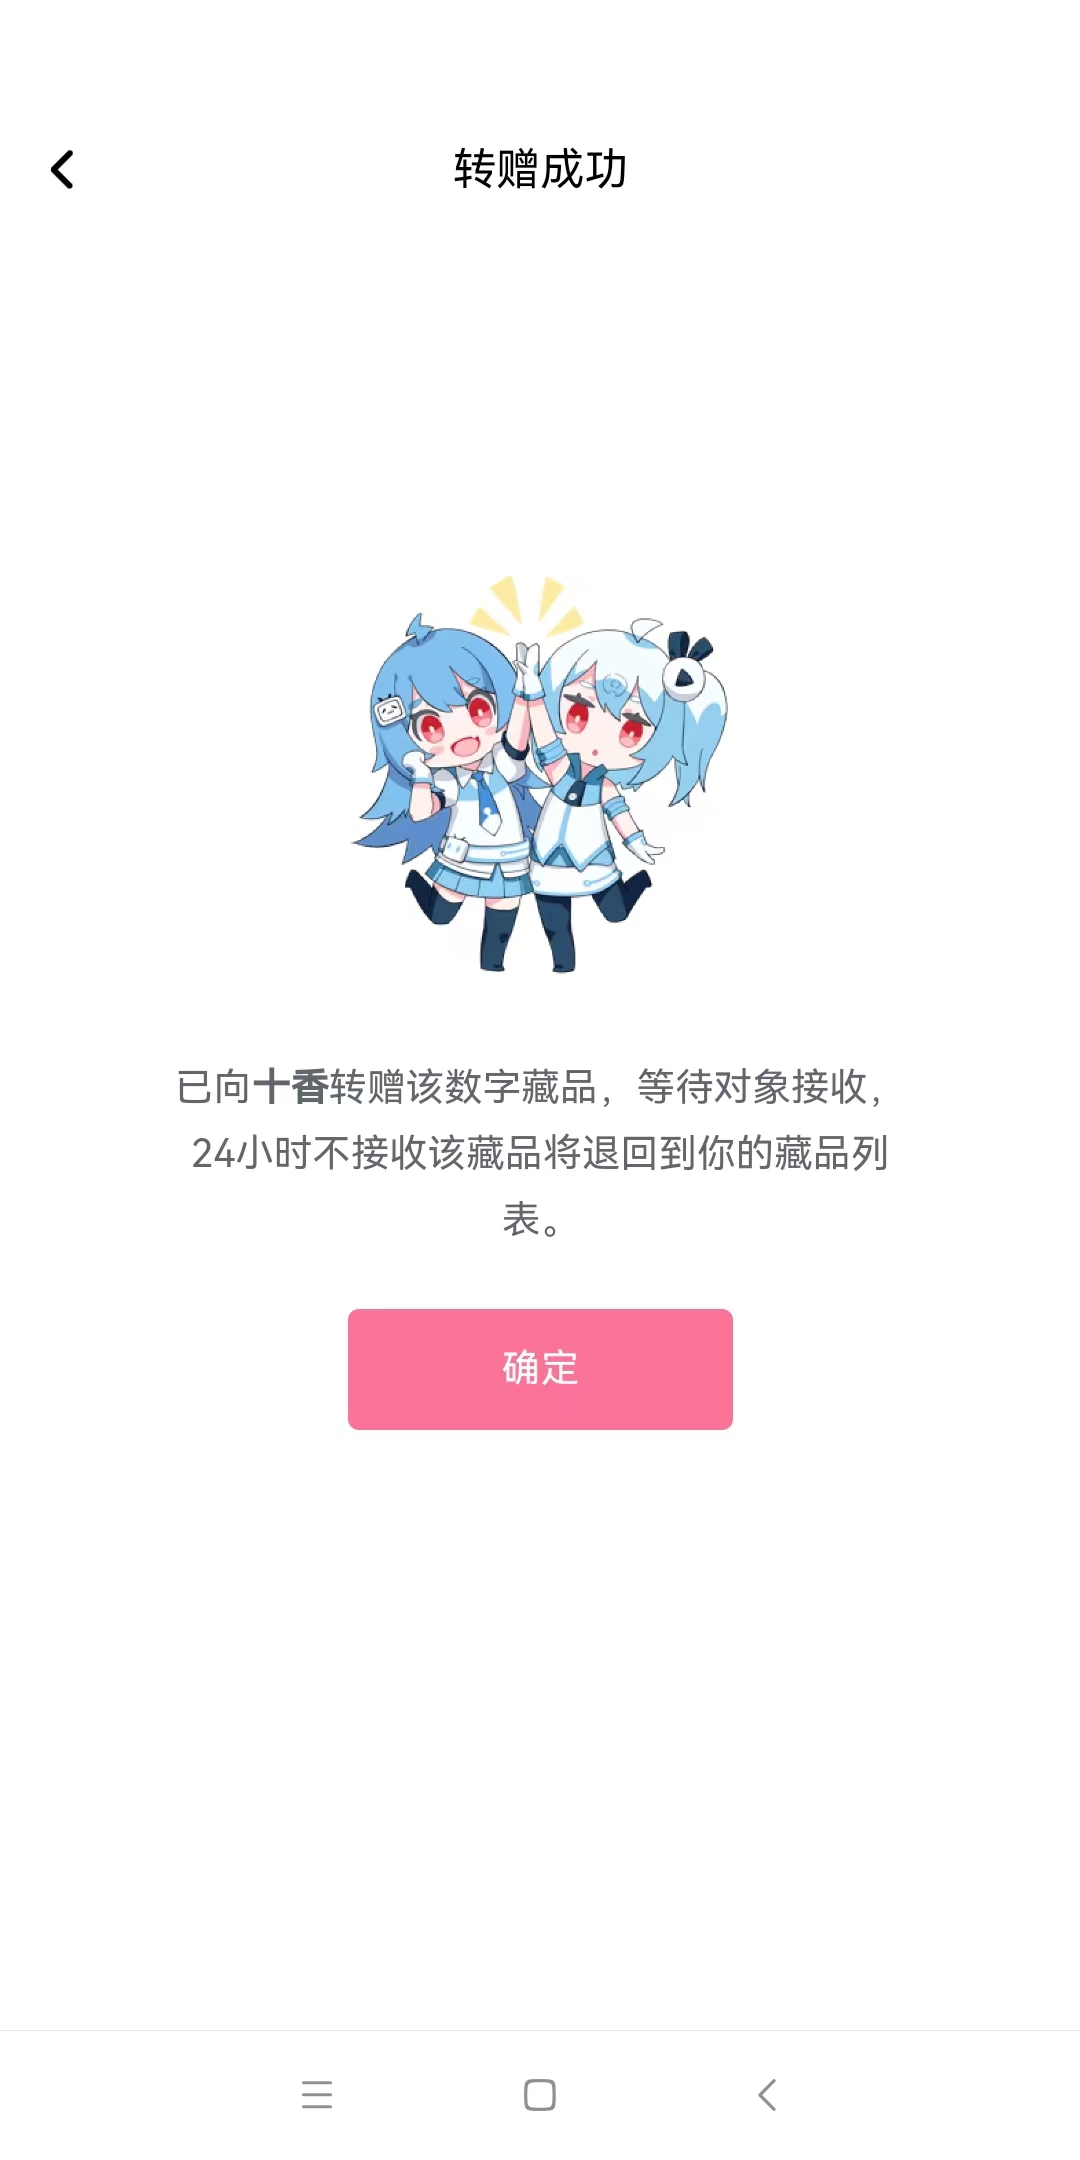 转赠成功
已向十香转赠该数字藏品，等待对象接收，
24小时不接收该藏品将退回到你的藏品列
表。
确定